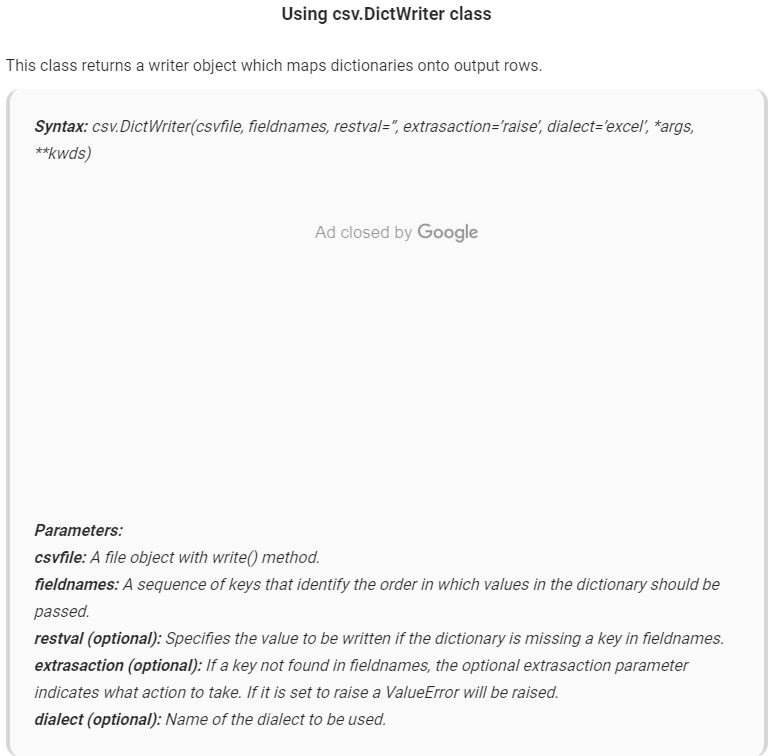 Using csv.DictWriter class
This class returns a writer object which maps dictionaries onto output rows.
Syntax: csv.DictWriter(csvfile, fieldnames, restval=”, extrasaction=’raise’, dialect=’excel’, *args,
**kwds)
Ad closed by Google
Parameters:
csvfile: A file object with write() method.
fieldnames: A sequence of keys that identify the order in which values in the dictionary should be
passed.
restval (optional): Specifies the value to be written if the dictionary is missing a key in fieldnames.
extrasaction (optional): If a key not found in fieldnames, the optional extrasaction parameter
indicates what action to take. If it is set to raise a ValueError will be raised.
dialect (optional): Name of the dialect to be used.